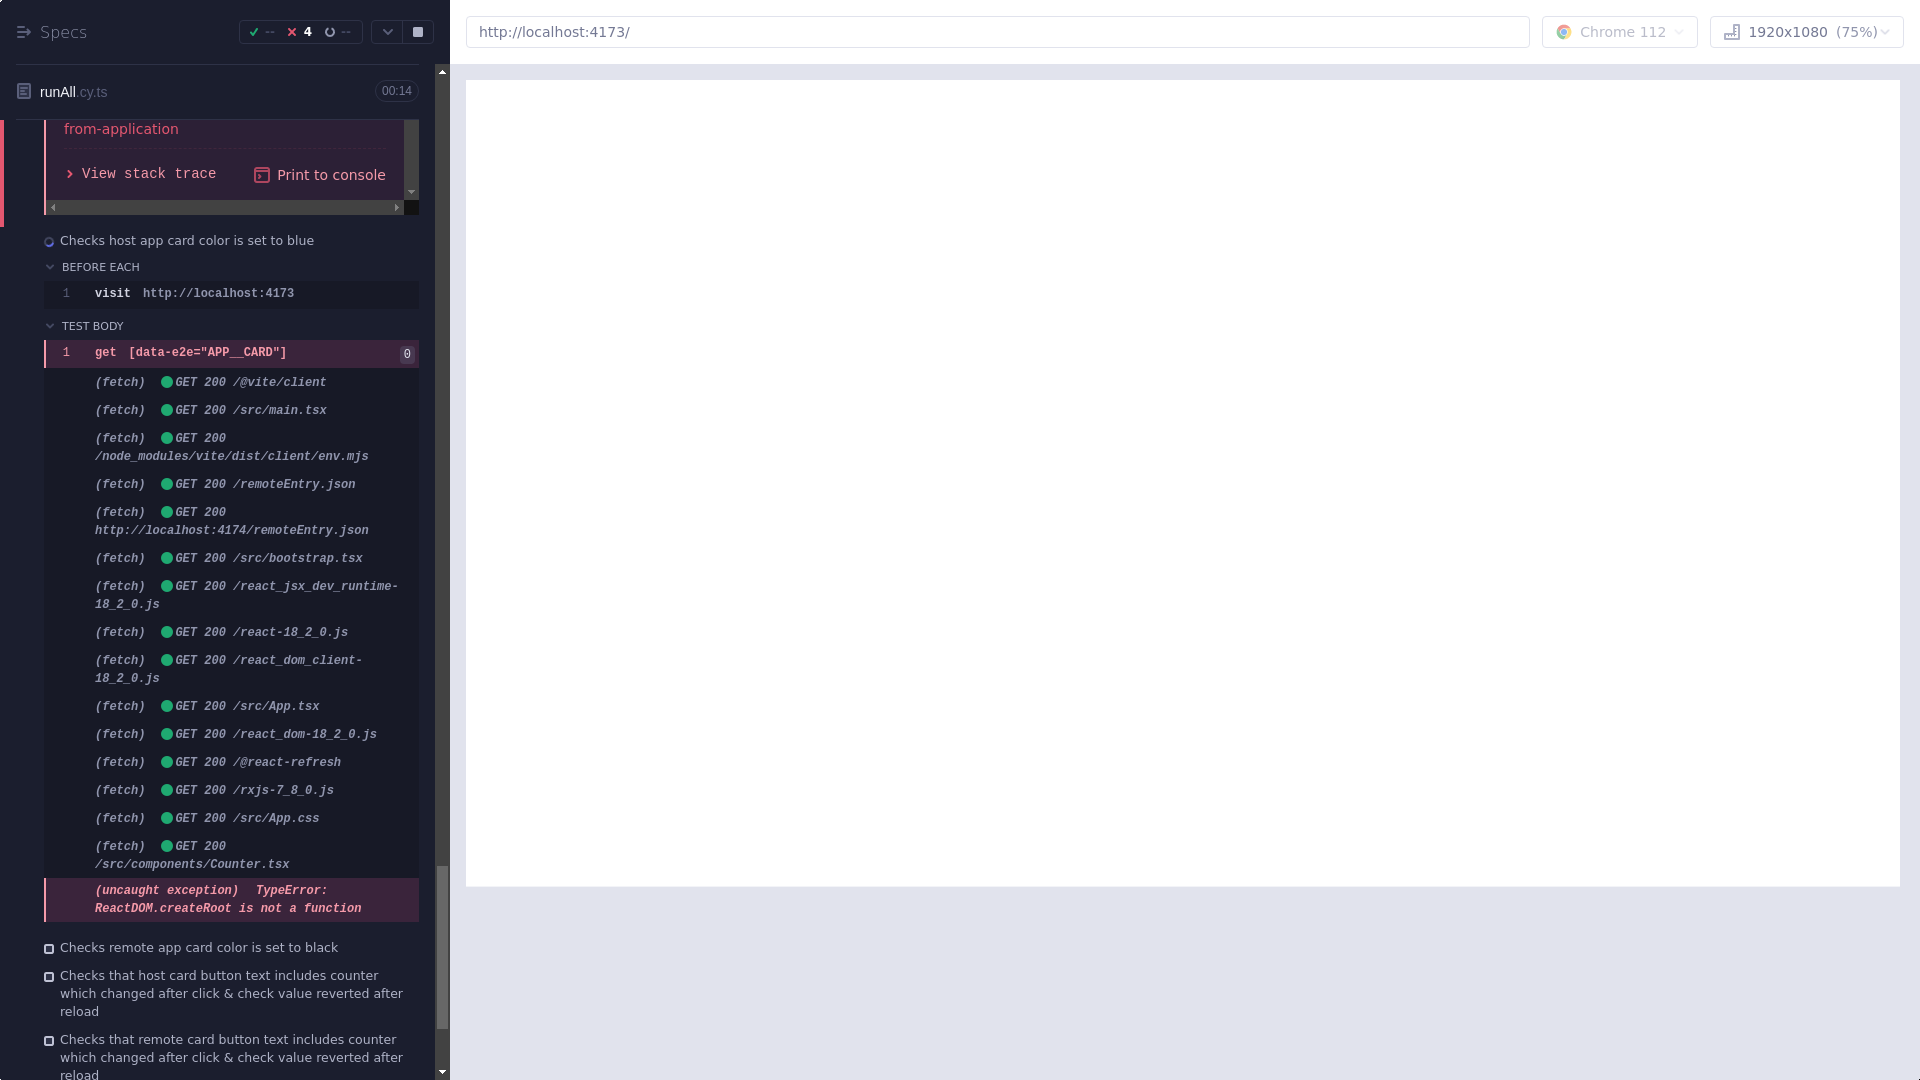 Specs
-- 4 --
runAll.cy.ts 00:14
from-application
View stack trace Print to console
Checks host app card color is set to blue
BEFORE EACH
1 visit http://localhost:4173
TEST BODY
1 get [data-e2e="APP__CARD"] 0
(fetch) GET 200 /@vite/client
(fetch) GET 200 /src/main.tsx
(fetch) GET 200
/node_modules/vite/dist/client/env.mjs
(fetch) GET 200 /remoteEntry.json
(fetch) GET 200
http://localhost:4174/remoteEntry.json
(fetch) GET 200 /src/bootstrap.tsx
(fetch) GET 200 /react_jsx_dev_runtime-
18_2_0.js
(fetch) GET 200 /react-18_2_0.js
(fetch) GET 200 /react_dom_client-
18_2_0.js
(fetch) GET 200 /src/App.tsx
(fetch) GET 200 /react_dom-18_2_0.js
(fetch) GET 200 /@react-refresh
(fetch) GET 200 /rxjs-7_8_0.js
(fetch) GET 200 /src/App.css
(fetch) GET 200
/src/components/Counter.tsx
(uncaught exception) TypeError:
ReactDOM.createRoot is not a function
Checks remote app card color is set to black
Checks that host card button text includes counter
which changed after click & check value reverted after
reload
Checks that remote card button text includes counter
which changed after click & check value reverted after
reload
http://localhost:4173/
Chrome 112
1920x1080 (75%)